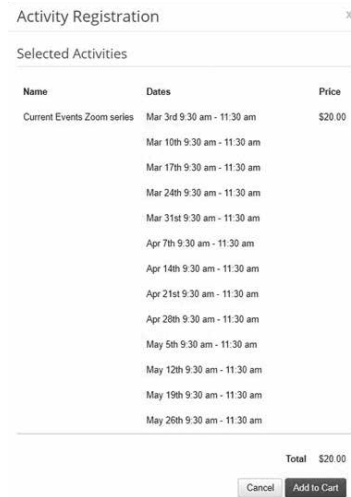 Activity Registration x
Selected Activities
Name Dates Price
Current Events Zoom series Mar 3rd 9:30 am - 11:30 am $20.00
Mar 10th 9:30 am - 11:30 am
Mar 17th 9:30 am - 11:30 am
Mar 24th 9:30 am - 11:30 am
Mar 31st 9:30 am - 11:30 am
Apr 7th 9:30 am - 11:30 am
Apr 14th 9:30 am - 11:30 am
Apr 21st 9:30 am - 11:30 am
Apr 28th 9:30 am - 11:30 am
May 5th 9:30 am - 11:30 am
May 12th 9:30 am - 11:30 am
May 19th 9:30 am - 11:30 am
May 26th 9:30 am - 11:30 am
Total $20.00
Cancel Add to Cart